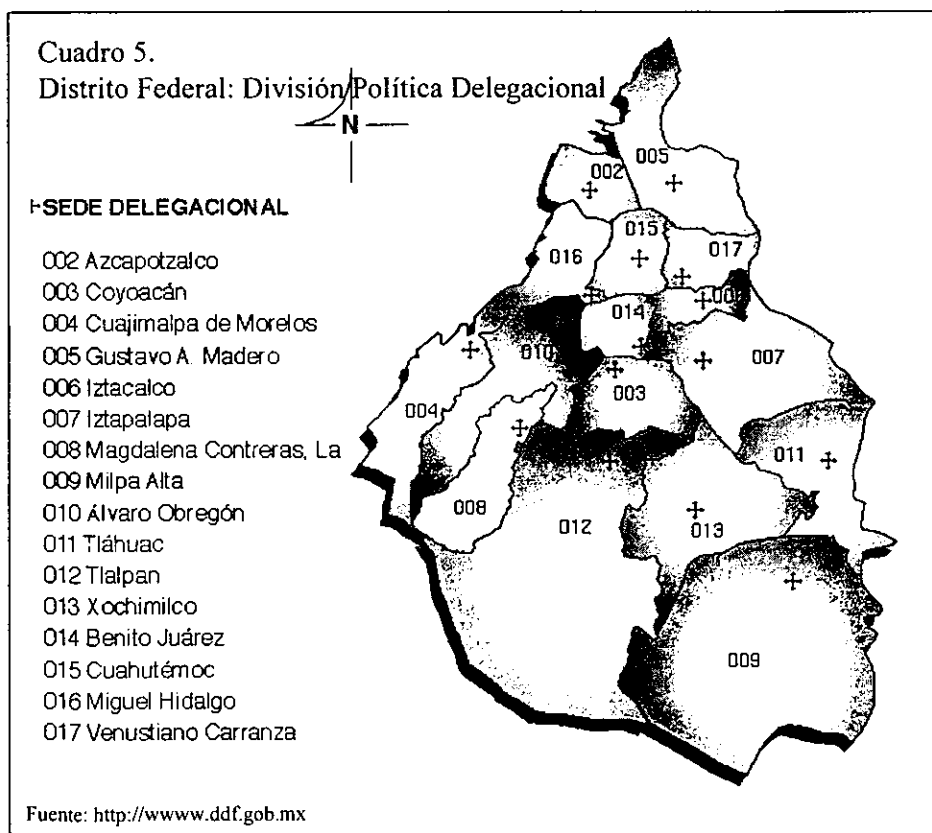 Cuadro 5.
Distrito Federal: División Política Delegacional
N
SEDE DELEGACIONAL
002 Azcapotzalco
003 Coyoacán
004 Cuajimalpa de Morelos
005 Gustavo A. Madero
006 Iztacalco
007 Iztapalapa
008 Magdalena Contreras, La
009 Milpa Alta
010 Álvaro Obregón
011 Tláhuac
012 Tlalpan
013 Xochimilco
014 Benito Juárez
015 Cuahutémoc
016 Miguel Hidalgo
017 Venustiano Carranza
005
002
015
017
016
014
010
007
003
004
011
008
012
013
009
Fuente: http://wwww.ddf.gob.mx